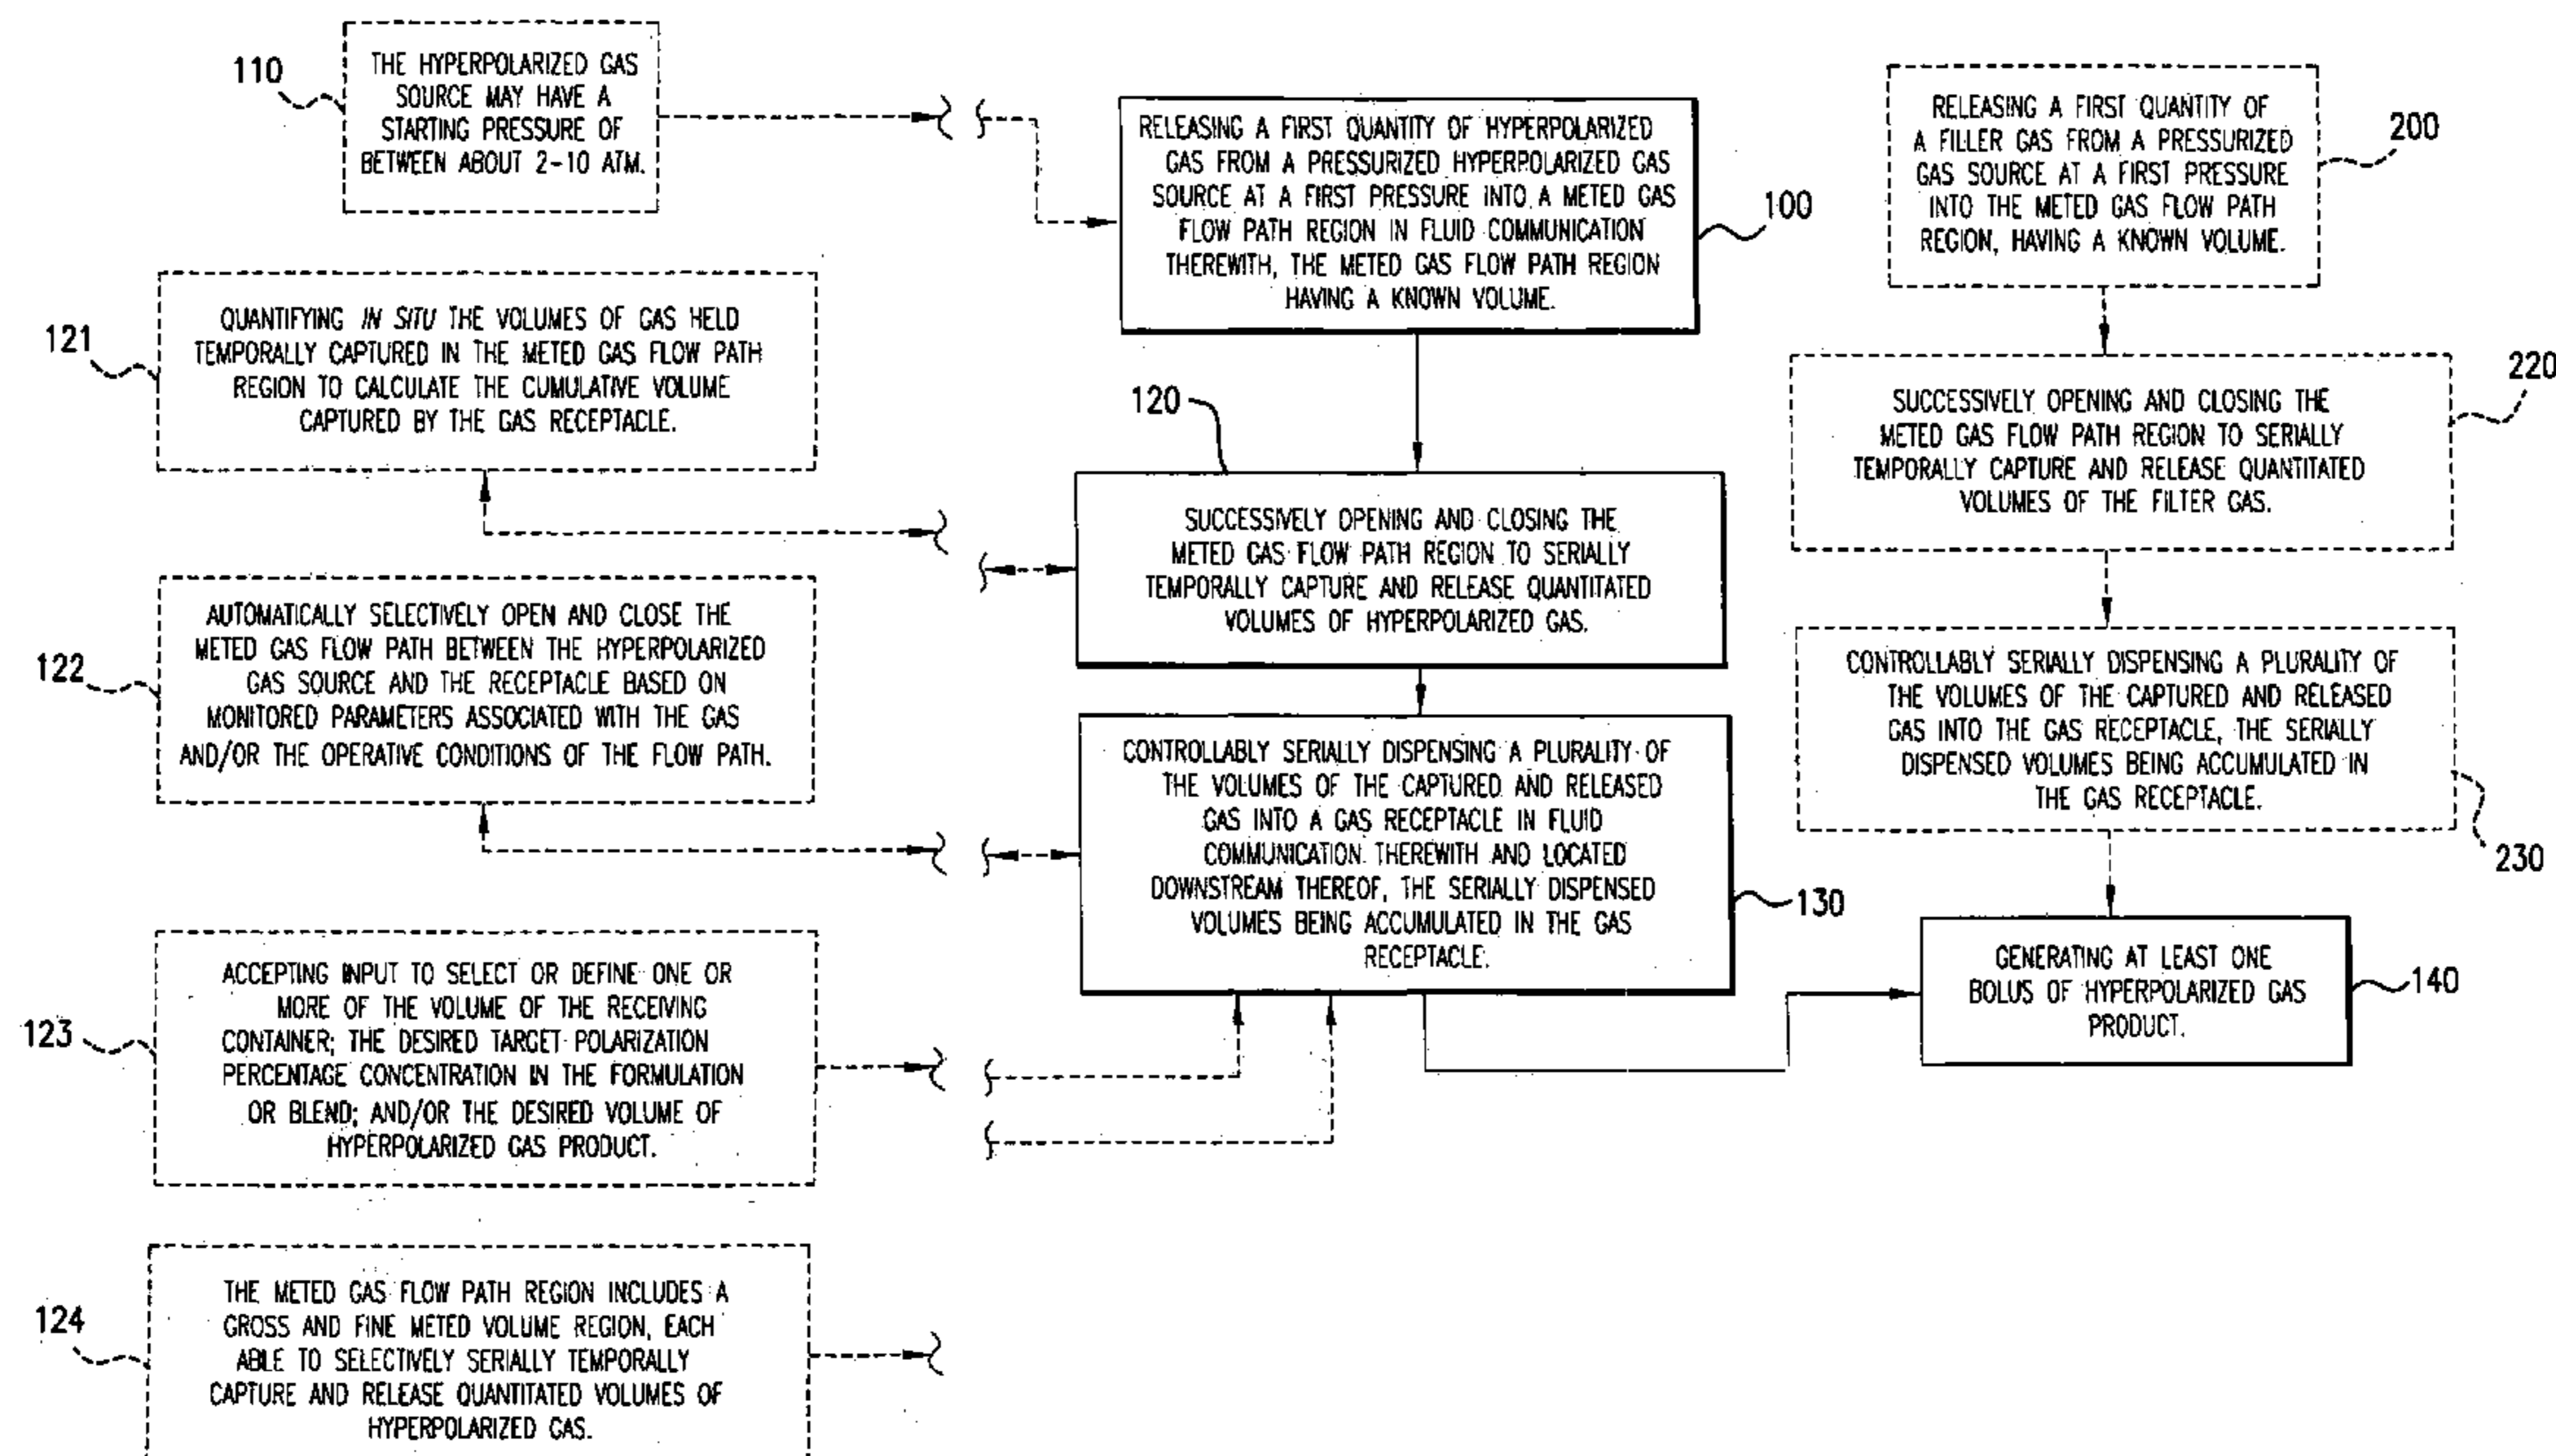 110
THE HYPERPOLARIZED GAS
SOURCE MAY HAVE A
STARTING PRESSURE OF
BETWEEN ABOUT 2-10 ATM.
121
QUANTIFYING IN SITU THE VOLUMES OF GAS HELD
TEMPORALLY CAPTURED IN THE METED GAS FLOW PATH
REGION TO CALCULATE THE CUMULATIVE VOLUME
CAPTURED BY THE GAS RECEPTACLE.
122
AUTOMATICALLY SELECTIVELY OPEN AND CLOSE THE
METED GAS FLOW PATH BETWEEN THE HYPERPOLARIZED
GAS SOURCE AND THE RECEPTACLE BASED ON
MONITORED PARAMETERS ASSOCIATED WITH THE GAS
AND/OR THE OPERATIVE CONDITIONS OF THE FLOW PATH.
123
ACCEPTING INPUT TO SELECT OR DEFINE ONE OR
MORE OF THE VOLUME OF THE RECEIVING
CONTAINER; THE DESIRED TARGET POLARIZATION
PERCENTAGE CONCENTRATION IN THE FORMULATION
OR BLEND; AND/OR THE DESIRED VOLUME OF
HYPERPOLARIZED GAS PRODUCT.
124
THE METED GAS FLOW PATH REGION INCLUDES A
GROSS AND FINE METED VOLUME REGION, EACH
ABLE TO SELECTIVELY SERIALLY TEMPORALLY
CAPTURE AND RELEASE QUANTITATED VOLUMES OF
HYPERPOLARIZED GAS.
RELEASING A FIRST QUANTITY OF HYPERPOLARIZED
GAS FROM A PRESSURIZED HYPERPOLARIZED GAS
SOURCE AT A FIRST PRESSURE INTO A METED GAS
FLOW PATH REGION IN FLUID COMMUNICATION
THEREWITH, THE METED GAS FLOW PATH REGION
HAVING A KNOWN VOLUME.
100
120
SUCCESSIVELY OPENING AND CLOSING THE
METED GAS FLOW PATH REGION TO SERIALLY
TEMPORALLY CAPTURE AND RELEASE QUANTITATED
VOLUMES OF HYPERPOLARIZED GAS.
CONTROLLABLY SERIALLY DISPENSING A PLURALITY OF
THE VOLUMES OF THE CAPTURED AND RELEASED
GAS INTO A GAS RECEPTACLE IN FLUID
COMMUNICATION THEREWITH AND LOCATED
DOWNSTREAM THEREOF, THE SERIALLY DISPENSED
VOLUMES BEING ACCUMULATED IN THE GAS
RECEPTACLE.
130
RELEASING A FIRST QUANTITY OF
A FILLER GAS FROM A PRESSURIZED
GAS SOURCE AT A FIRST PRESSURE
INTO THE METED GAS FLOW PATH
REGION, HAVING A KNOWN VOLUME.
200
220
SUCCESSIVELY OPENING AND CLOSING THE
METED GAS FLOW PATH REGION TO SERIALLY
TEMPORALLY CAPTURE AND RELEASE QUANTITATED
VOLUMES OF THE FILTER GAS.
CONTROLLABLY SERIALLY DISPENSING A PLURALITY OF
THE VOLUMES OF THE CAPTURED AND RELEASED
GAS INTO THE GAS RECEPTACLE, THE SERIALLY
DISPENSED VOLUMES BEING ACCUMULATED IN
THE GAS RECEPTACLE.
230
GENERATING AT LEAST ONE
BOLUS OF HYPERPOLARIZED GAS
PRODUCT.
140